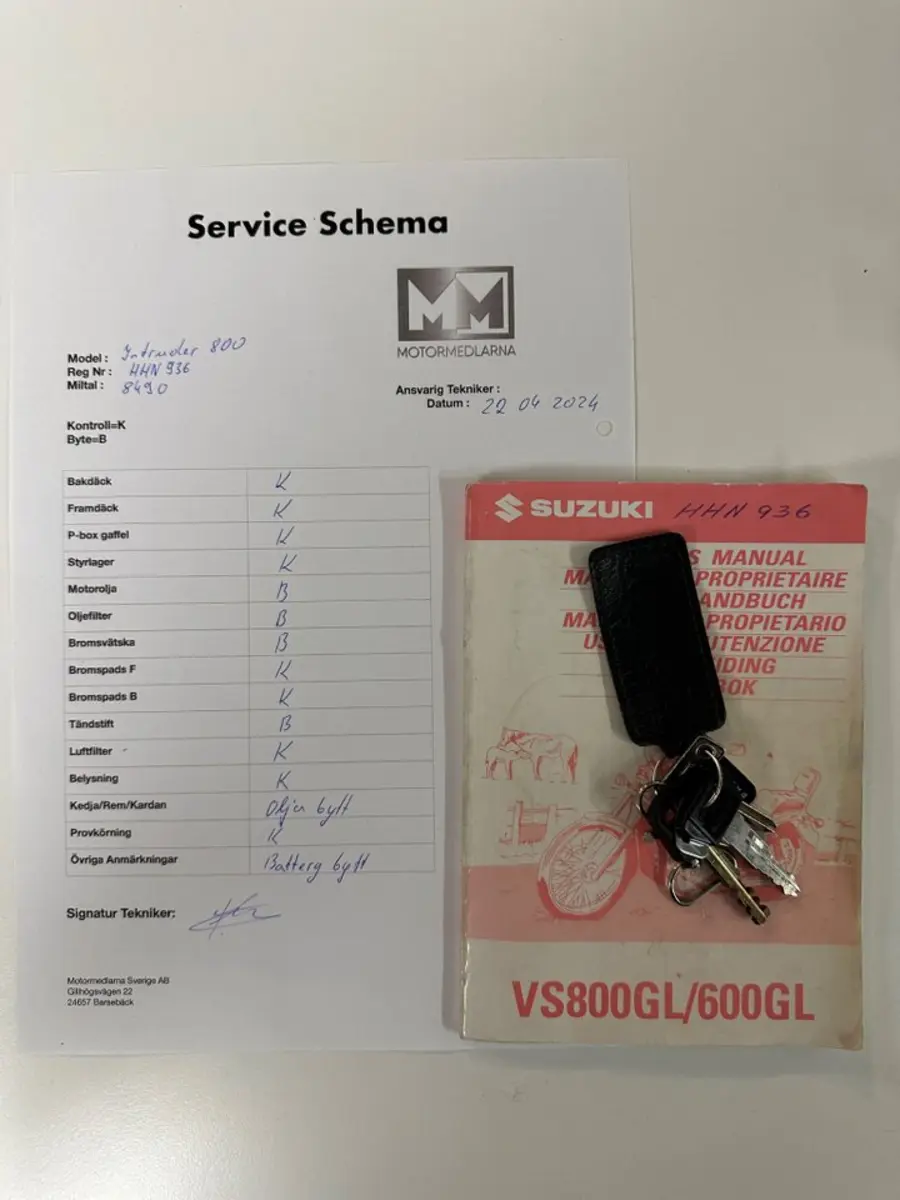 Service Schema
MOTORMEDLARNA
Model : Intruder 800
Reg Nr : HHN 936
Miltal : 8490
Ansvarig Tekniker :
Datum : 22 04 2024
Kontroll=K
Byte=B
Bakdäck K
Framdäck K
P-box gaffel K
Styrlager K
Motorolja B
Oljefilter B
Bromsvätska B
Bromspads F K
Bromspads B K
Tändstift B
Luftfilter K
Belysning K
Kedja/Rem/Kardan Olja bytt
Provkörning K
Övriga Anmärkningar Battery bytt
Signatur Tekniker:
Motormedlarna Sverige AB
Gillhögsvägen 22
24657 Barsebäck
SUZUKI HHN 936
S MANUAL
PROPRIETAIRE
ANDBUCH
PROPIETARIO
UTENZIONE
IDING
BOK
VS800GL/600GL